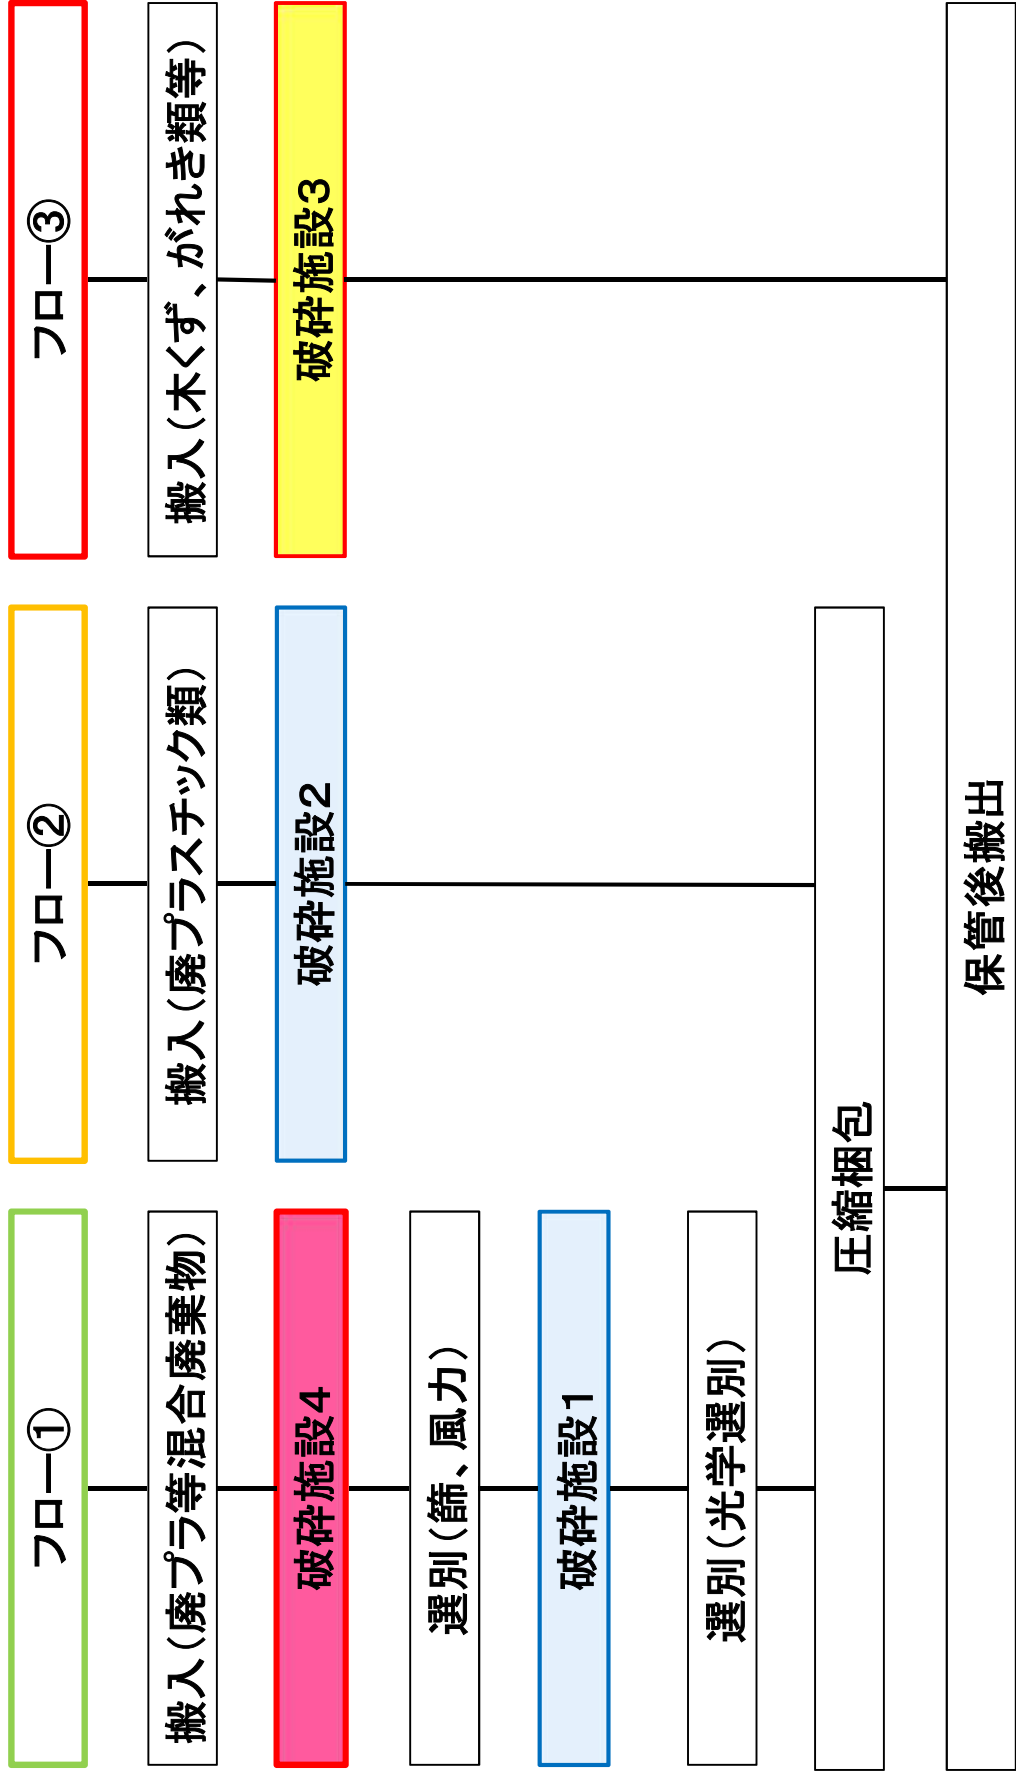 フロー①
搬入（廃プラ等混合廃棄物）
破砕施設４
選別（篩、風力）
破砕施設１
選別（光学選別）
フロー②
搬入（廃プラスチック類）
破砕施設２
圧縮梱包
フロー③
搬入（木くず、がれき類等）
破砕施設３
保管後搬出